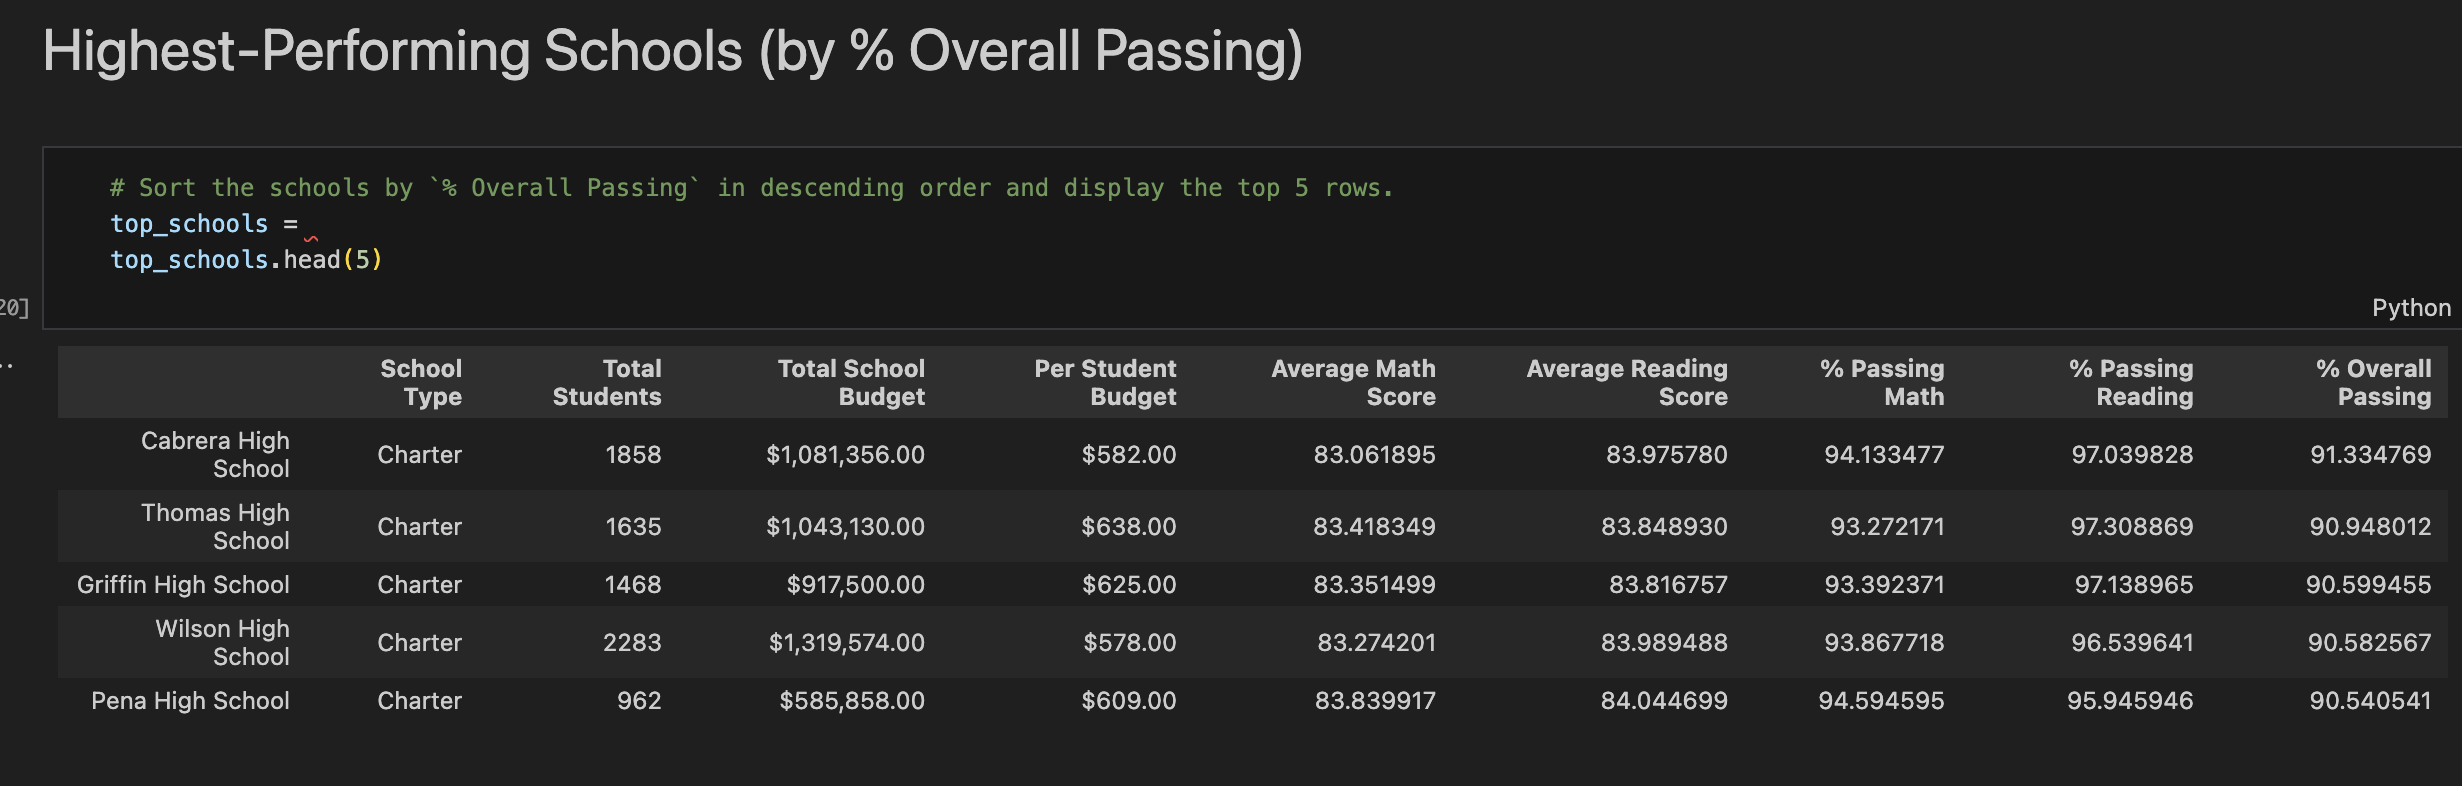 Highest-Performing Schools (by % Overall Passing)
# Sort the schools by `% Overall Passing` in descending order and display the top 5 rows.
top_schools =
top_schools.head(5)
20]
Python
..
School Type Total Students Total School Budget Per Student Budget Average Math Score Average Reading Score % Passing Math % Passing Reading % Overall Passing
Cabrera High School Charter 1858 $1,081,356.00 $582.00 83.061895 83.975780 94.133477 97.039828 91.334769
Thomas High School Charter 1635 $1,043,130.00 $638.00 83.418349 83.848930 93.272171 97.308869 90.948012
Griffin High School Charter 1468 $917,500.00 $625.00 83.351499 83.816757 93.392371 97.138965 90.599455
Wilson High School Charter 2283 $1,319,574.00 $578.00 83.274201 83.989488 93.867718 96.539641 90.582567
Pena High School Charter 962 $585,858.00 $609.00 83.839917 84.044699 94.594595 95.945946 90.540541